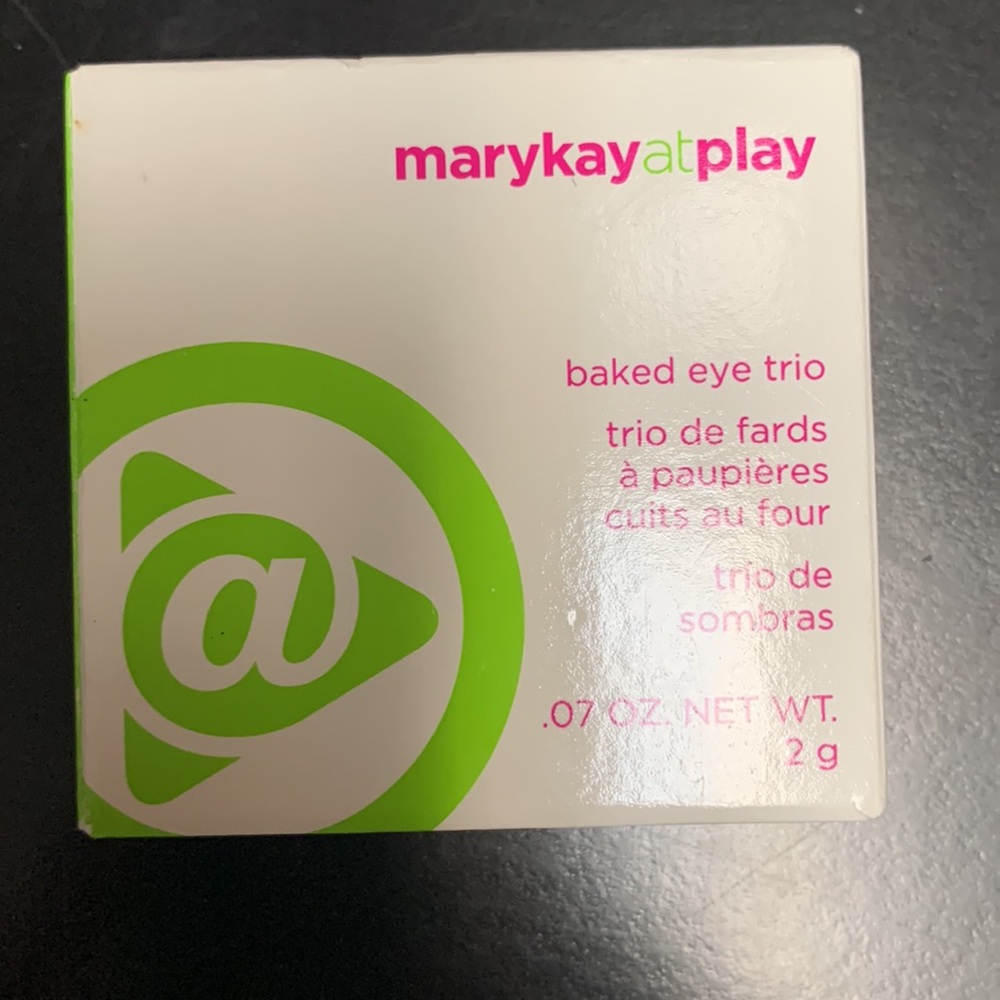 marykayatplay
baked eye trio
trio de fards
à paupières
cuits au four
trio de
sombras
.07 OZ. NET WT.
2 g
@